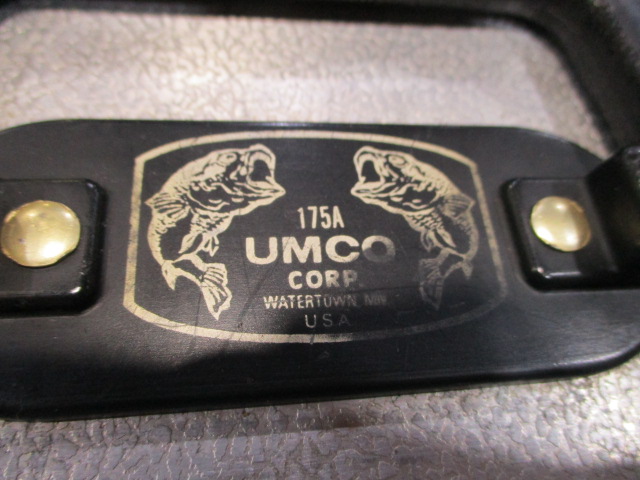 175A
UMCO
CORP.
WATERTOWN, MN.
USA